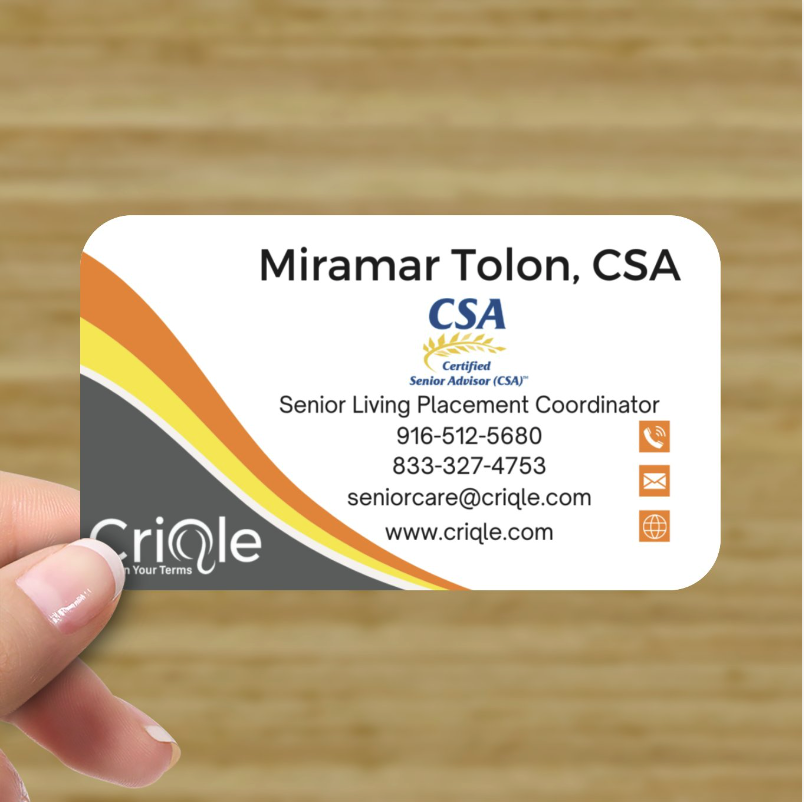 Miramar Tolon, CSA
CSA
Certified
Senior Advisor (CSA)™
Senior Living Placement Coordinator
916-512-5680
833-327-4753
seniorcare@criqle.com
www.criqle.com
CriQle
Your Terms